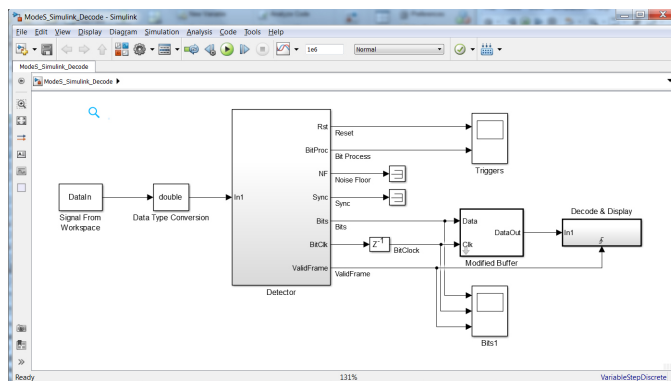 ModeS_Simulink_Decode - Simulink
File Edit View Display Diagram Simulation Analysis Code Tools Help
1e6 Normal
ModeS_Simulink_Decode
ModeS_Simulink_Decode
DataIn
Signal From
Workspace
double
Data Type Conversion
In1
Rst
Reset
BitProc
Bit Process
NF
Noise Floor
Sync
Sync
Bits
Bits
BitClk
ValidFrame
ValidFrame
Detector
Triggers
Z-1
BitClock
Data
DataOut
Clk
Modified Buffer
Decode & Display
In1
Bits1
Ready 131% VariableStepDiscrete